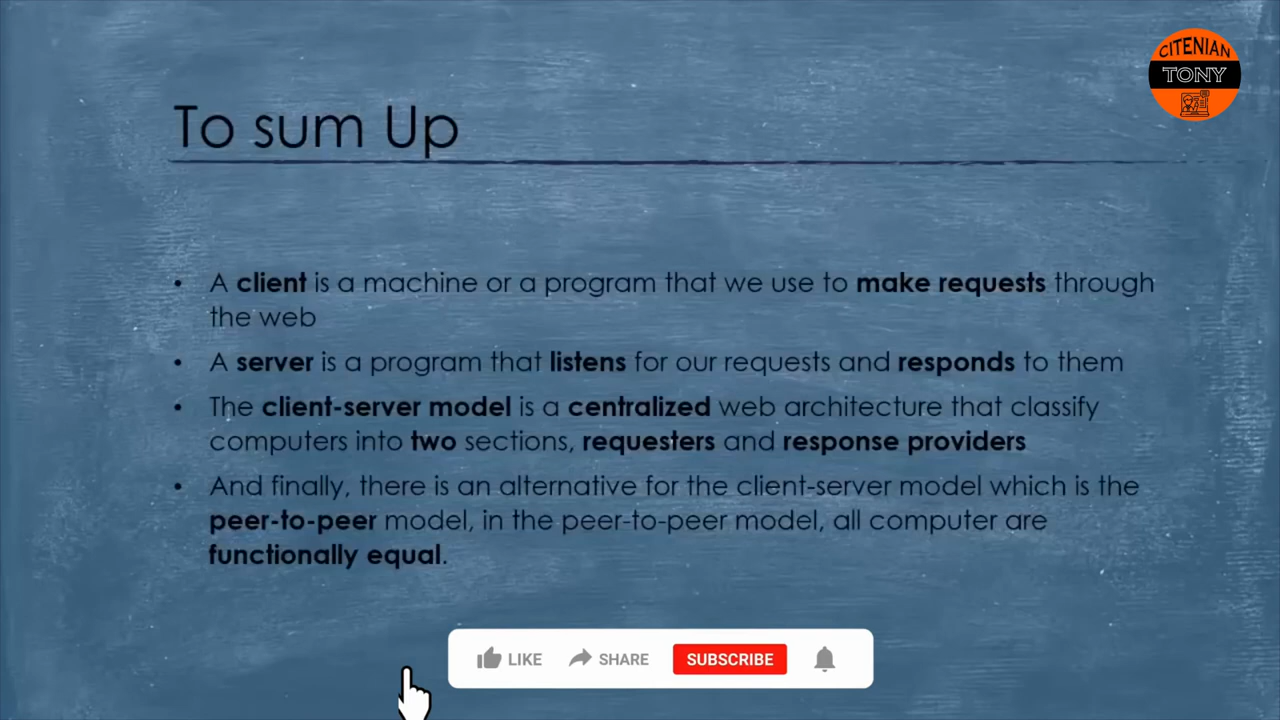 CITENIAN
TONY
To sum Up
• A client is a machine or a program that we use to make requests through
the web
• A server is a program that listens for our requests and responds to them
• The client-server model is a centralized web architecture that classify
computers into two sections, requesters and response providers
• And finally, there is an alternative for the client-server model which is the
peer-to-peer model, in the peer-to-peer model, all computer are
functionally equal.
LIKE SHARE SUBSCRIBE